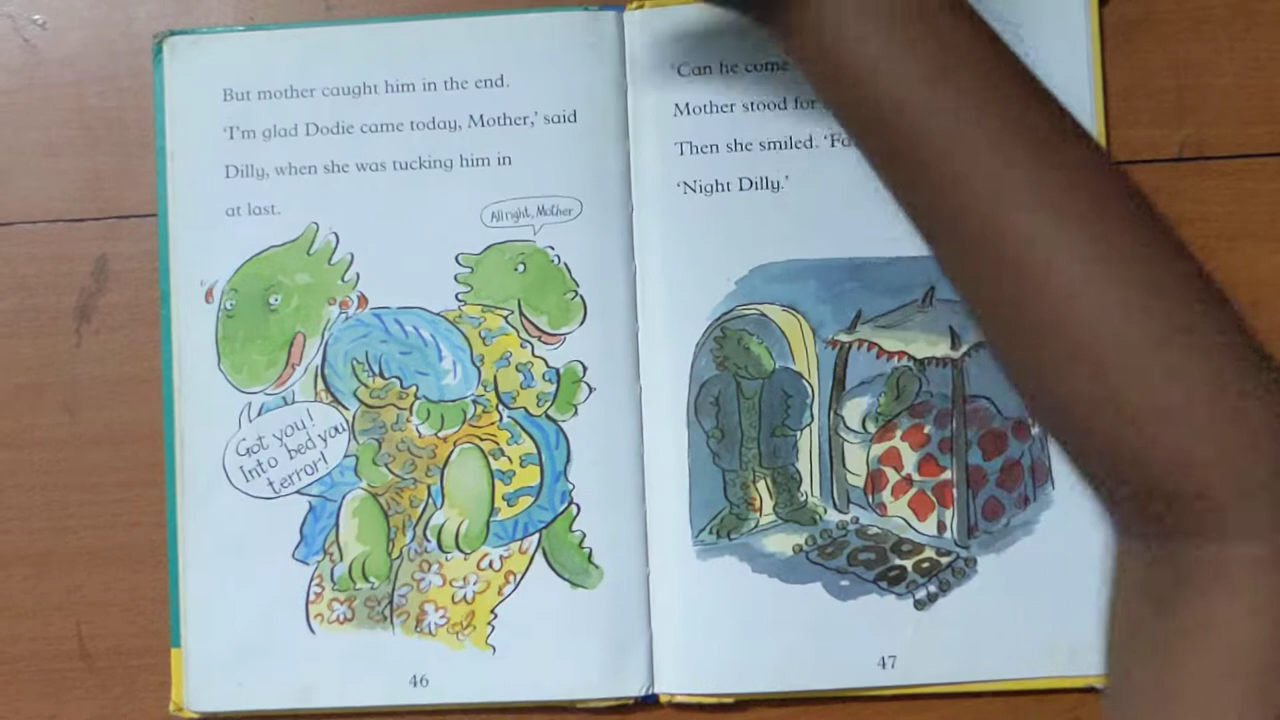 But mother caught him in the end.
'I'm glad Dodie came today, Mother,' said
Dilly, when she was tucking him in
at last.
All right, Mother
Got you!
Into bed you
terror!
46
'Can he come
Mother stood for
Then she smiled.
'Night Dilly.'
47